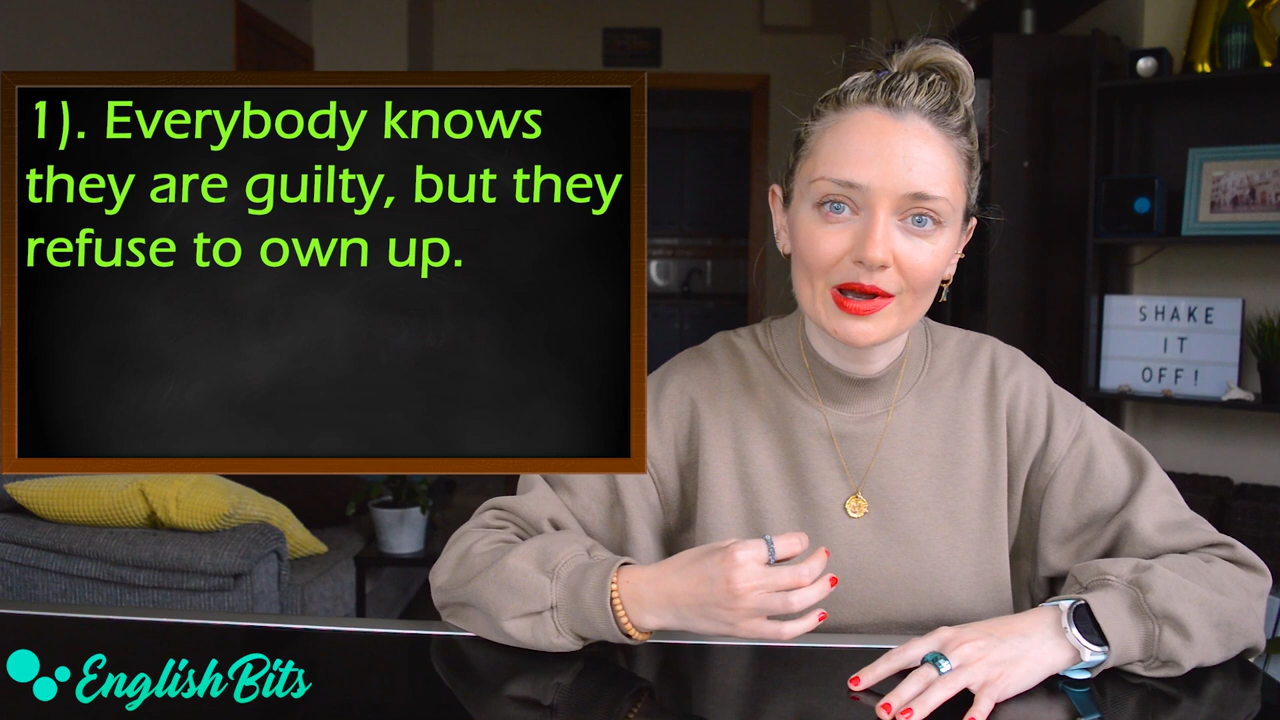 1). Everybody knows
they are guilty, but they
refuse to own up.
SHAKE
IT
OFF!
EnglishBits